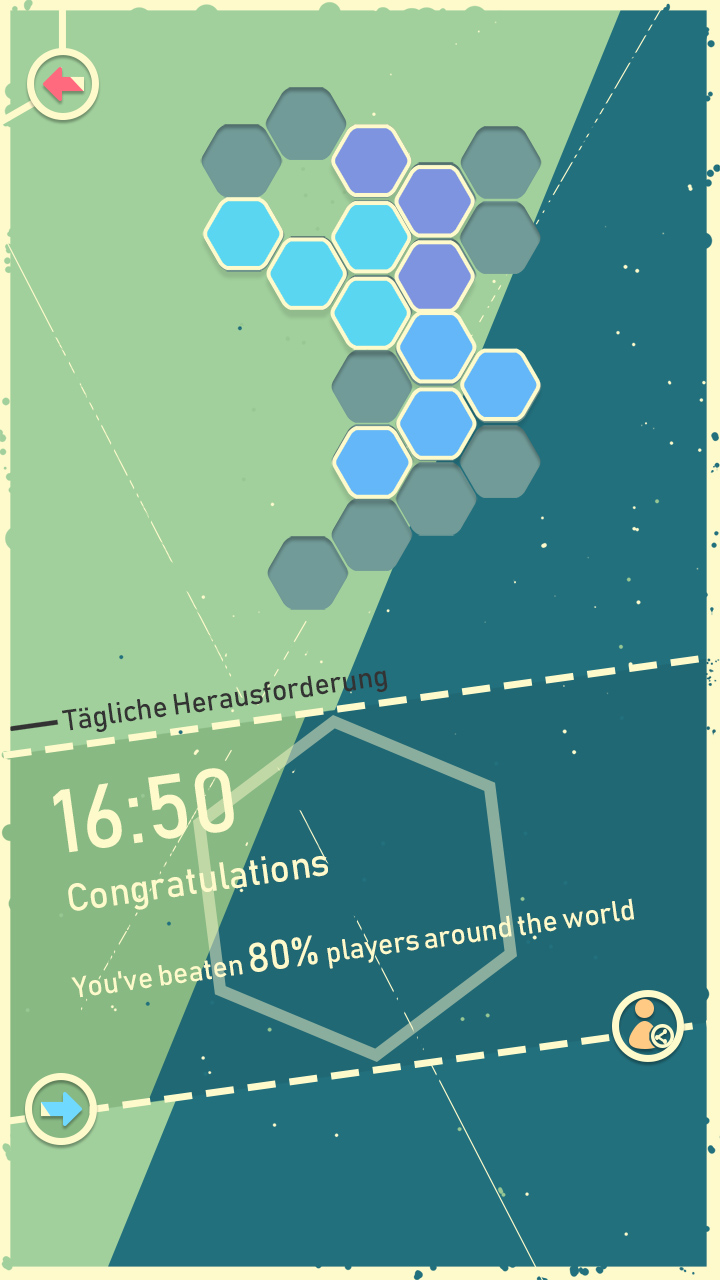 Tägliche Herausforderung
16:50
Congratulations
You've beaten 80% players around the world